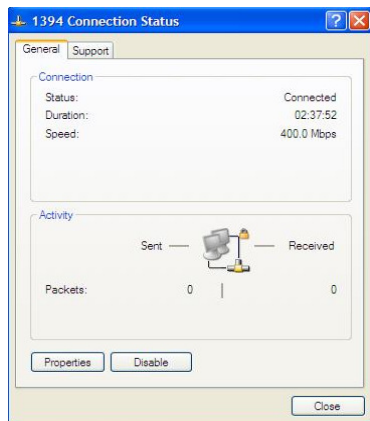 1394 Connection Status
General Support
Connection
Status: Connected
Duration: 02:37:52
Speed: 400.0 Mbps
Activity
Sent Received
Packets: 0 0
Properties Disable
Close